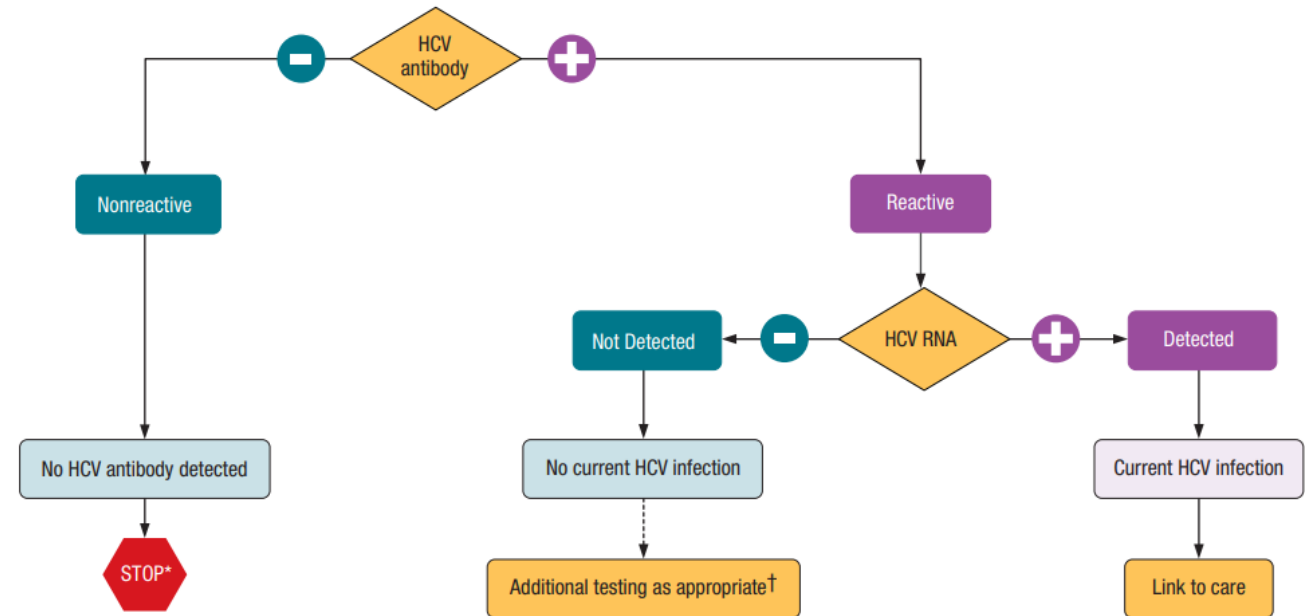 HCV
antibody
Nonreactive
Reactive
Not Detected
HCV RNA
Detected
No HCV antibody detected
No current HCV infection
Current HCV infection
STOP*
Additional testing as appropriate†
Link to care